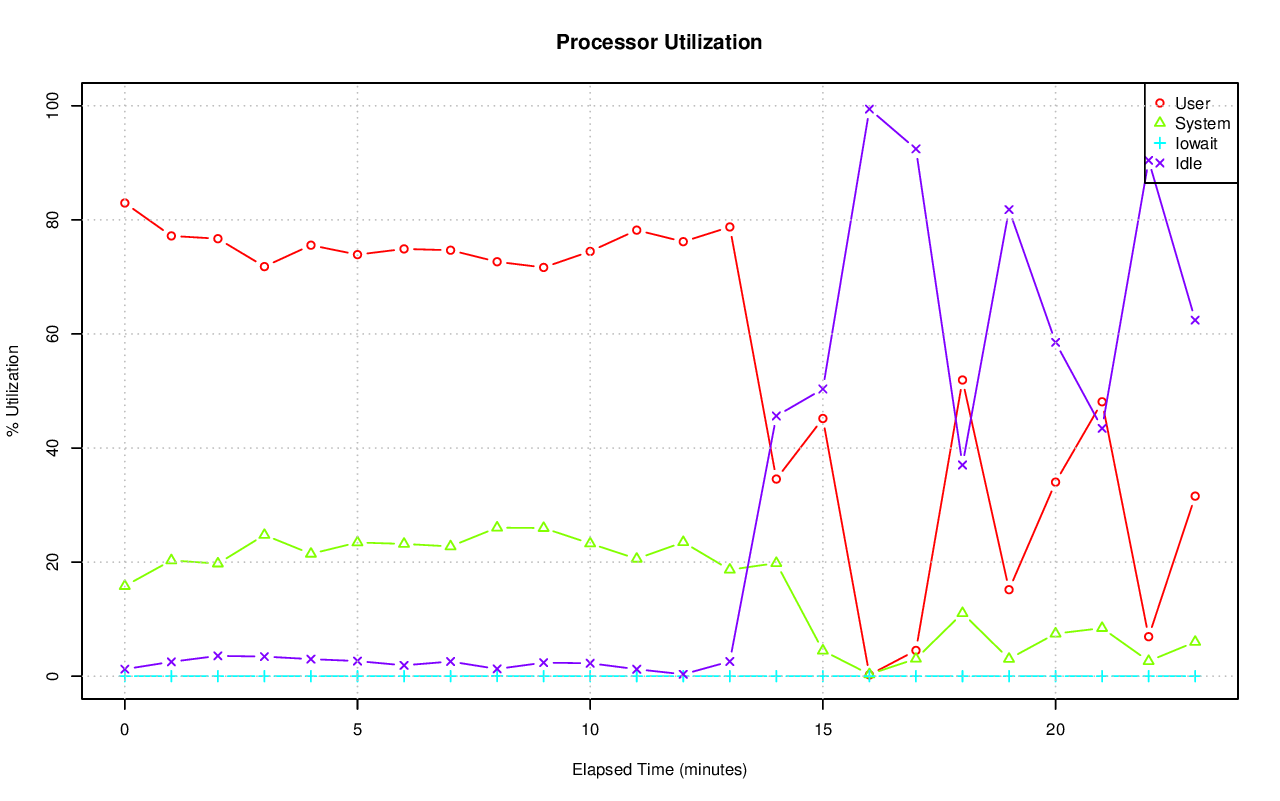 Processor Utilization
User
System
Iowait
Idle
% Utilization
100
80
60
40
20
0
0 5 10 15 20
Elapsed Time (minutes)